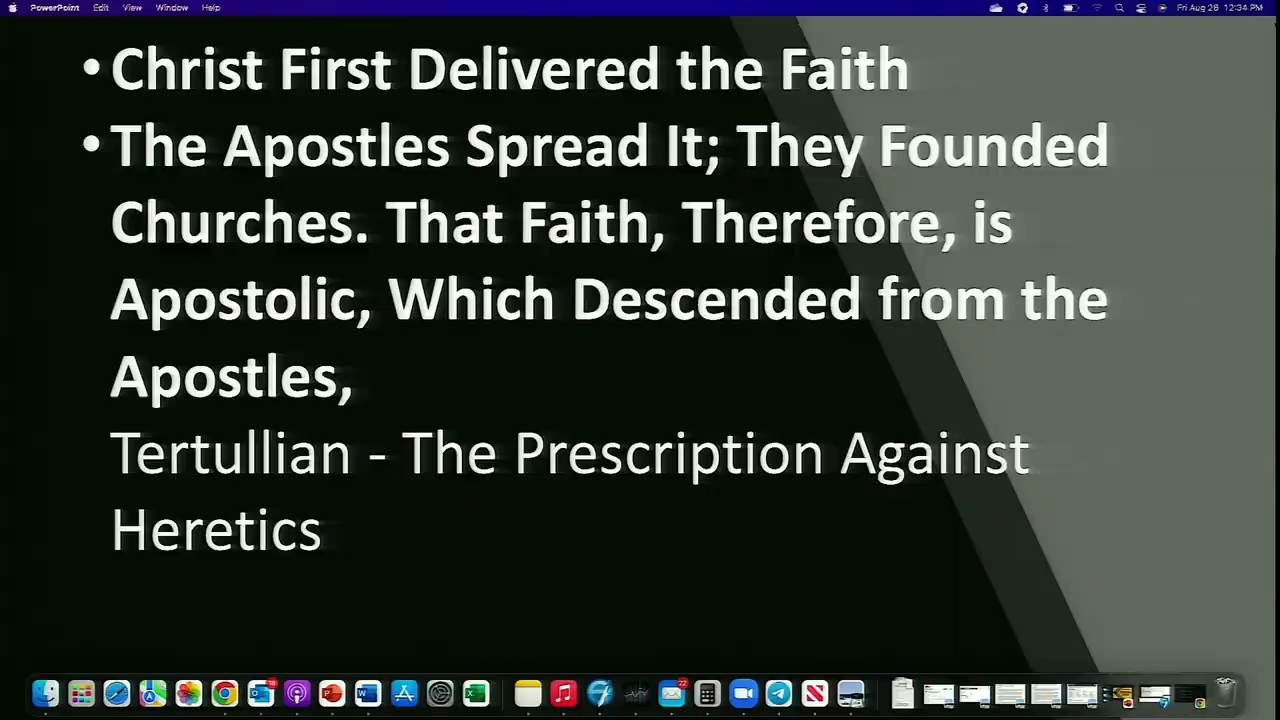 PowerPoint Edit View Window Help
Fri Aug 26 12:34 PM
• Christ First Delivered the Faith
• The Apostles Spread It; They Founded
Churches. That Faith, Therefore, is
Apostolic, Which Descended from the
Apostles,
Tertullian - The Prescription Against
Heretics